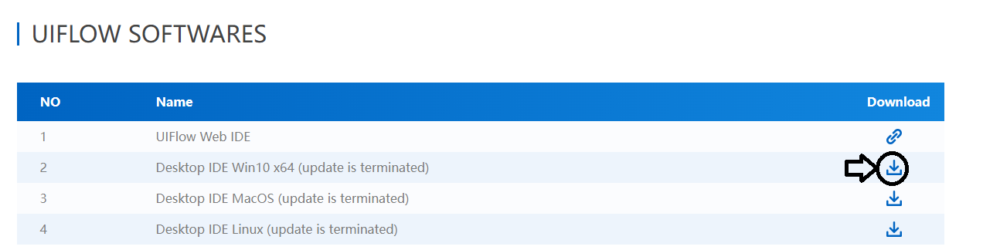 UIFLOW SOFTWARES
NO Name Download
1 UIFlow Web IDE
2 Desktop IDE Win10 x64 (update is terminated)
3 Desktop IDE MacOS (update is terminated)
4 Desktop IDE Linux (update is terminated)